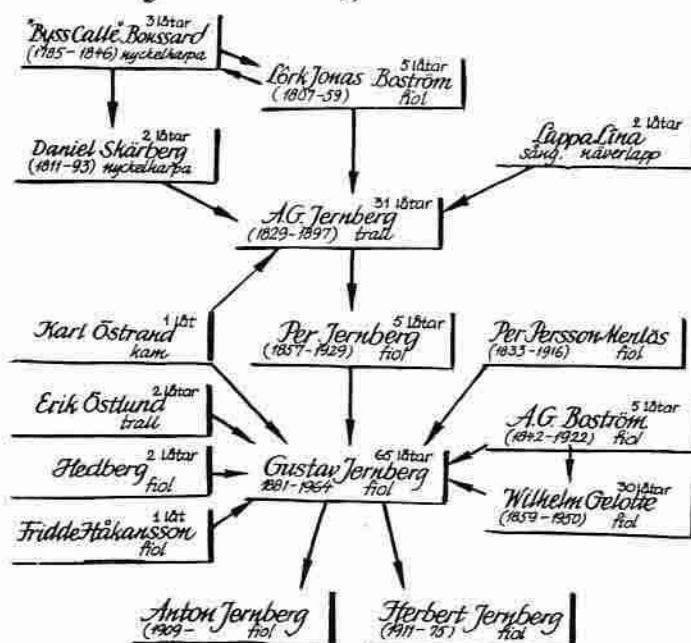 3 låtar
"Byss Calle" Boussard
(1785-1846) nyckelharpa
5 låtar
Lörk Jonas Boström
(1807-59) fiol
2 låtar
Daniel Skärberg
(1811-93) nyckelharpa
2 låtar
Lappa Lina
sång. näverlapp
31 låtar
A.G. Jernberg
(1829-1897) trall
1 låt
Karl Östrand
kam
5 låtar
Per Jernberg
(1857-1929) fiol
Per Persson Menlös
(1833-1916) fiol
2 låtar
Erik Östlund
trall
5 låtar
A.G. Boström
(1842-1922) fiol
2 låtar
Hedberg
fiol
65 låtar
Gustav Jernberg
1881-1964 fiol
30 låtar
Wilhelm Gelotte
(1859-1950) fiol
1 låt
Fridde Håkansson
fiol
Anton Jernberg
(1909- fiol
Herbert Jernberg
(1911-75) fiol